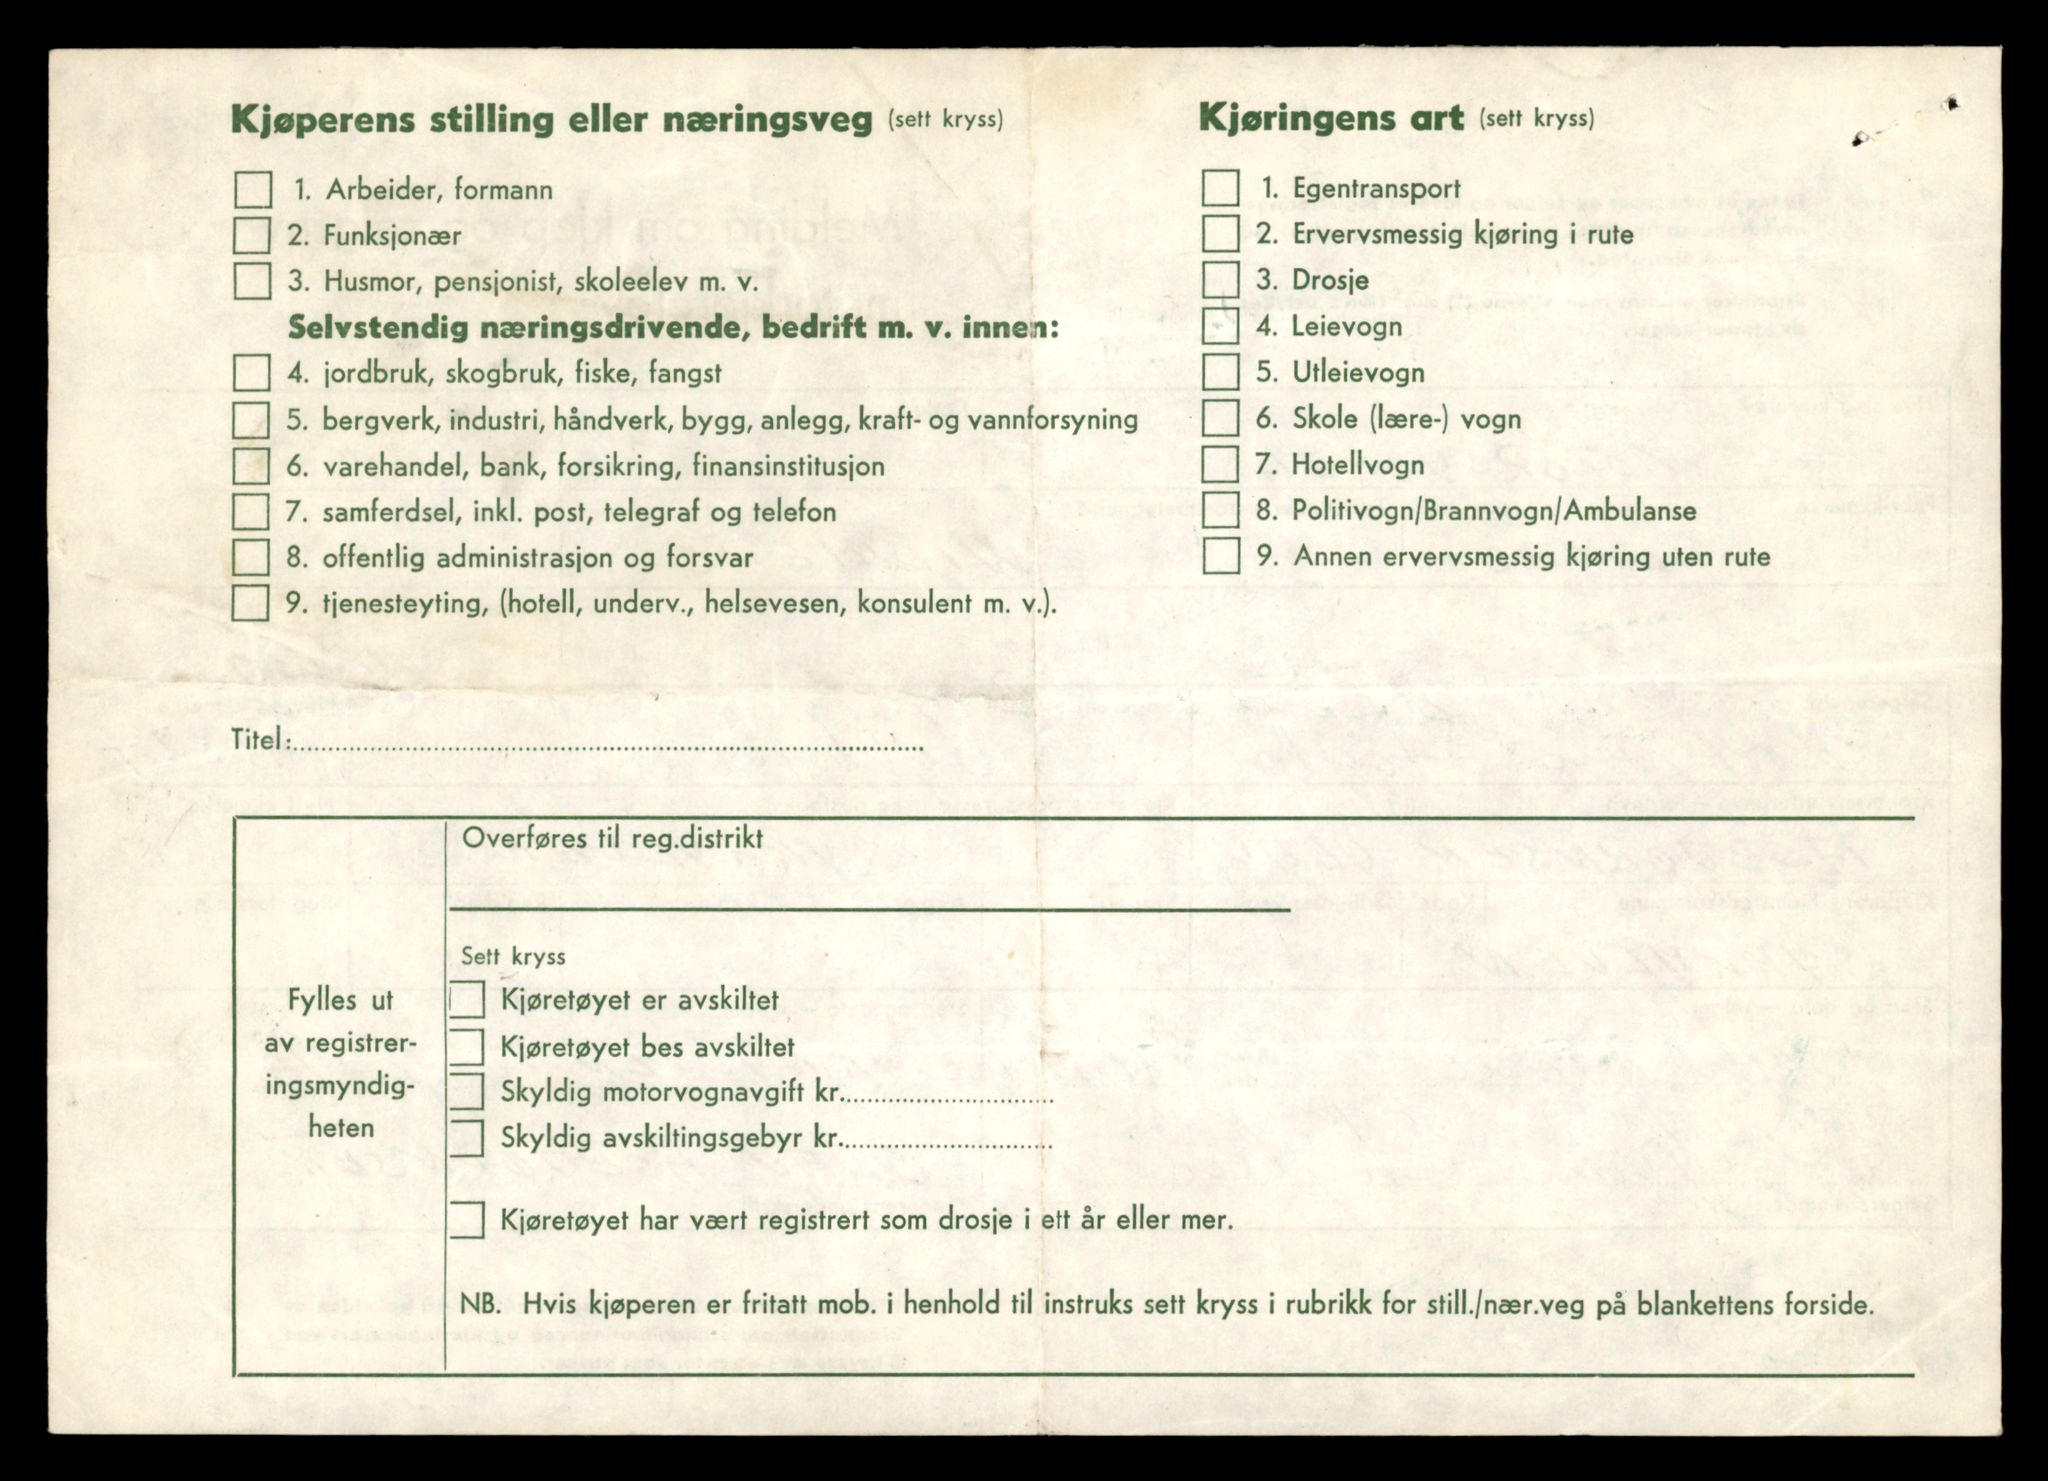 Kjøperens stilling eller næringsveg (sett kryss)
1. Arbeider, formann
2. Funksjonær
3. Husmor, pensjonist, skoleelev m. v.
Selvstendig næringsdrivende, bedrift m. v. innen:
4. jordbruk, skogbruk, fiske, fangst
5. bergverk, industri, håndverk, bygg, anlegg, kraft- og vannforsyning
6. varehandel, bank, forsikring, finansinstitusjon
7. samferdsel, inkl. post, telegraf og telefon
8. offentlig administrasjon og forsvar
9. tjenesteyting, (hotell, underv., helsevesen, konsulent m. v.).
Kjøringens art (sett kryss)
1. Egentransport
2. Ervervsmessig kjøring i rute
3. Drosje
4. Leievogn
5. Utleievogn
6. Skole (lære-) vogn
7. Hotellvogn
8. Politivogn/Brannvogn/Ambulanse
9. Annen ervervsmessig kjøring uten rute
Titel:
Fylles ut
av registrer-
ingsmyndig-
heten
Overføres til reg.distrikt
Sett kryss
Kjøretøyet er avskiltet
Kjøretøyet bes avskiltet
Skyldig motorvognavgift kr.
Skyldig avskiltingsgebyr kr.
Kjøretøyet har vært registrert som drosje i ett år eller mer.
NB. Hvis kjøperen er fritatt mob. i henhold til instruks sett kryss i rubrikk for still./nær.veg på blankettens forside.